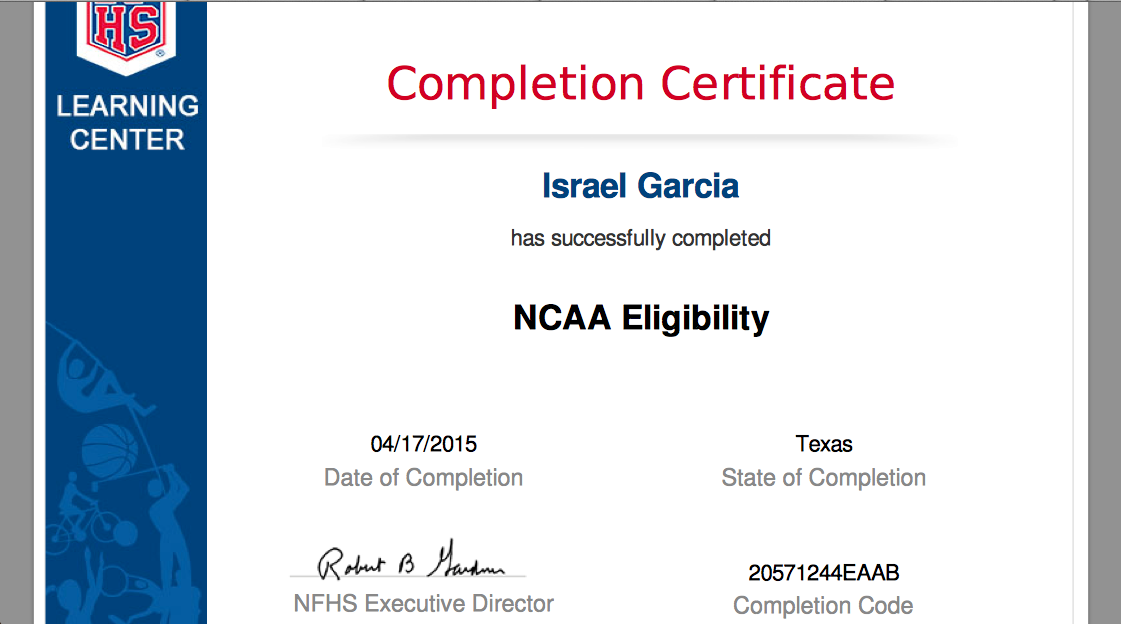 HS
®
LEARNING
CENTER
Completion Certificate
Israel Garcia
has successfully completed
NCAA Eligibility
04/17/2015
Date of Completion
Texas
State of Completion
Robert B Gardner
NFHS Executive Director
20571244EAAB
Completion Code